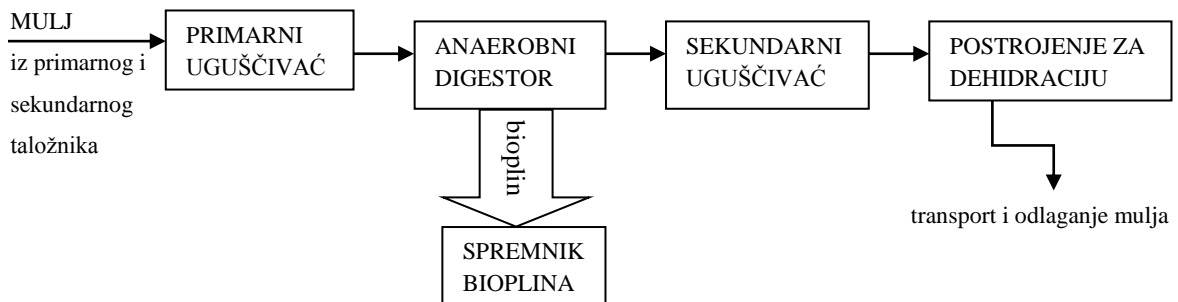 MULJ
iz primarnog i
sekundarnog
taložnika
PRIMARNI
UGUŠČIVAĆ
ANAEROBNI
DIGESTOR
SEKUNDARNI
UGUŠČIVAĆ
POSTROJENJE ZA
DEHIDRACIJU
bioplin
transport i odlaganje mulja
SPREMNIK
BIOPLINA